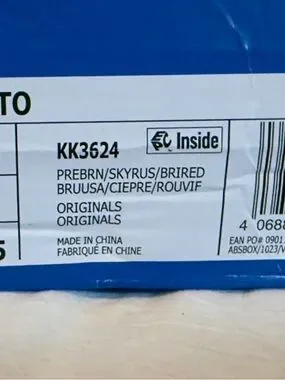 TO
KK3624
Inside
PREBRN/SKYRUS/BRIRED
BRUUSA/CIEPRE/ROUVIF
ORIGINALS
ORIGINALS
MADE IN CHINA
FABRIQUÉ EN CHINE
5
4 0688
EAN PO# 0901
ABSBOX/1023/V